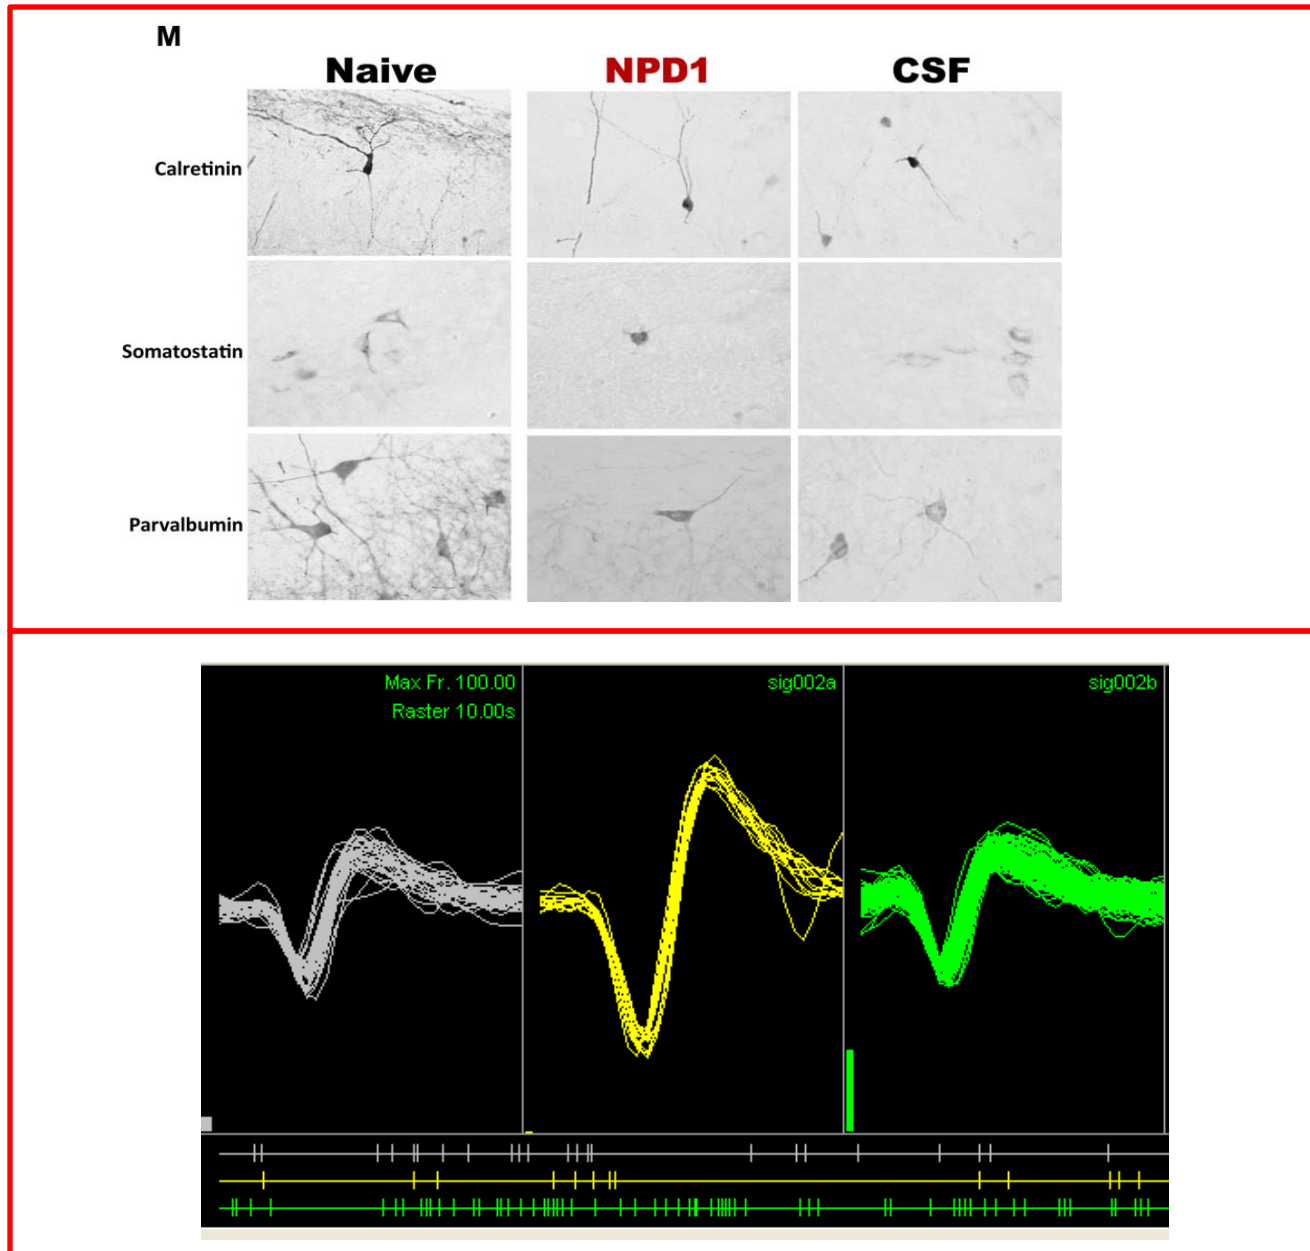 M
Naive NPD1 CSF
Calretinin
Somatostatin
Parvalbumin
Max Fr. 100.00 sig002a sig002b
Raster 10.00s